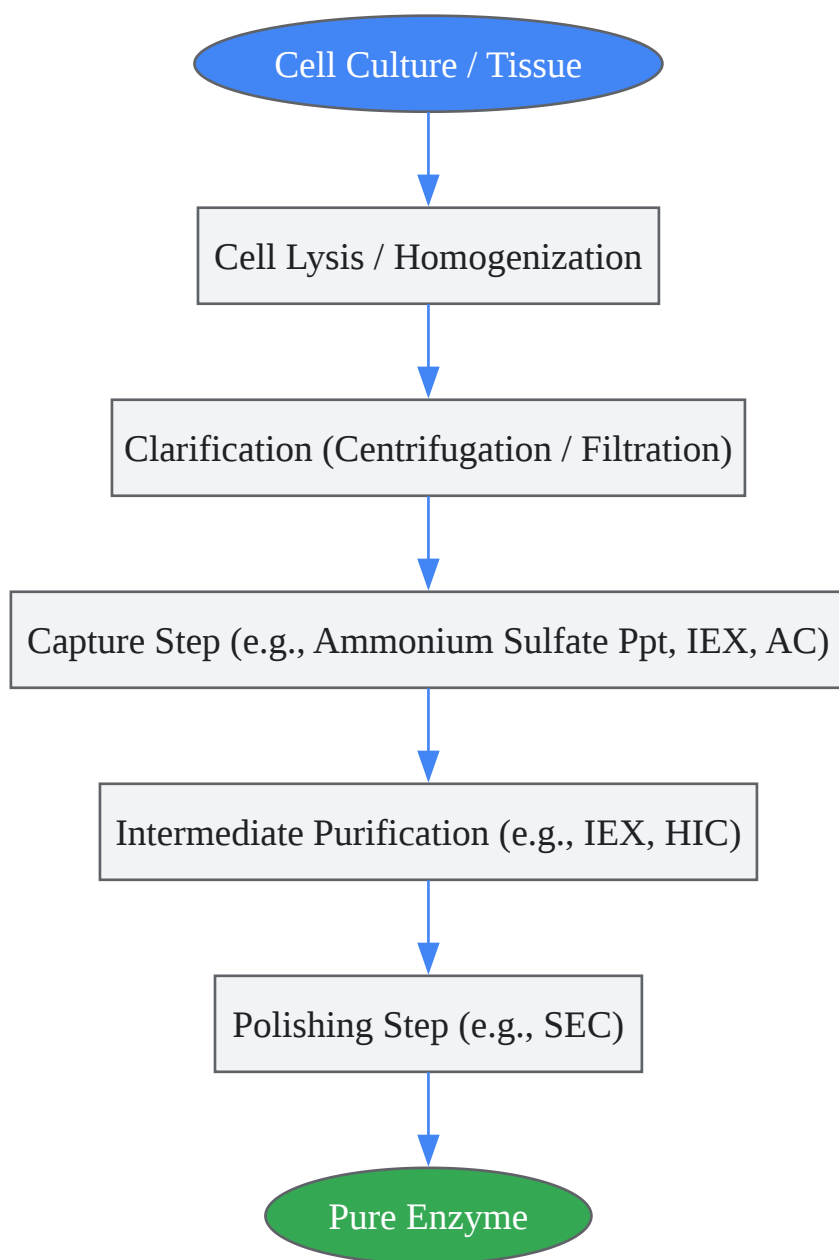 Cell Culture / Tissue
Cell Lysis / Homogenization
Clarification (Centrifugation / Filtration)
Capture Step (e.g., Ammonium Sulfate Ppt, IEX, AC)
Intermediate Purification (e.g., IEX, HIC)
Polishing Step (e.g., SEC)
Pure Enzyme